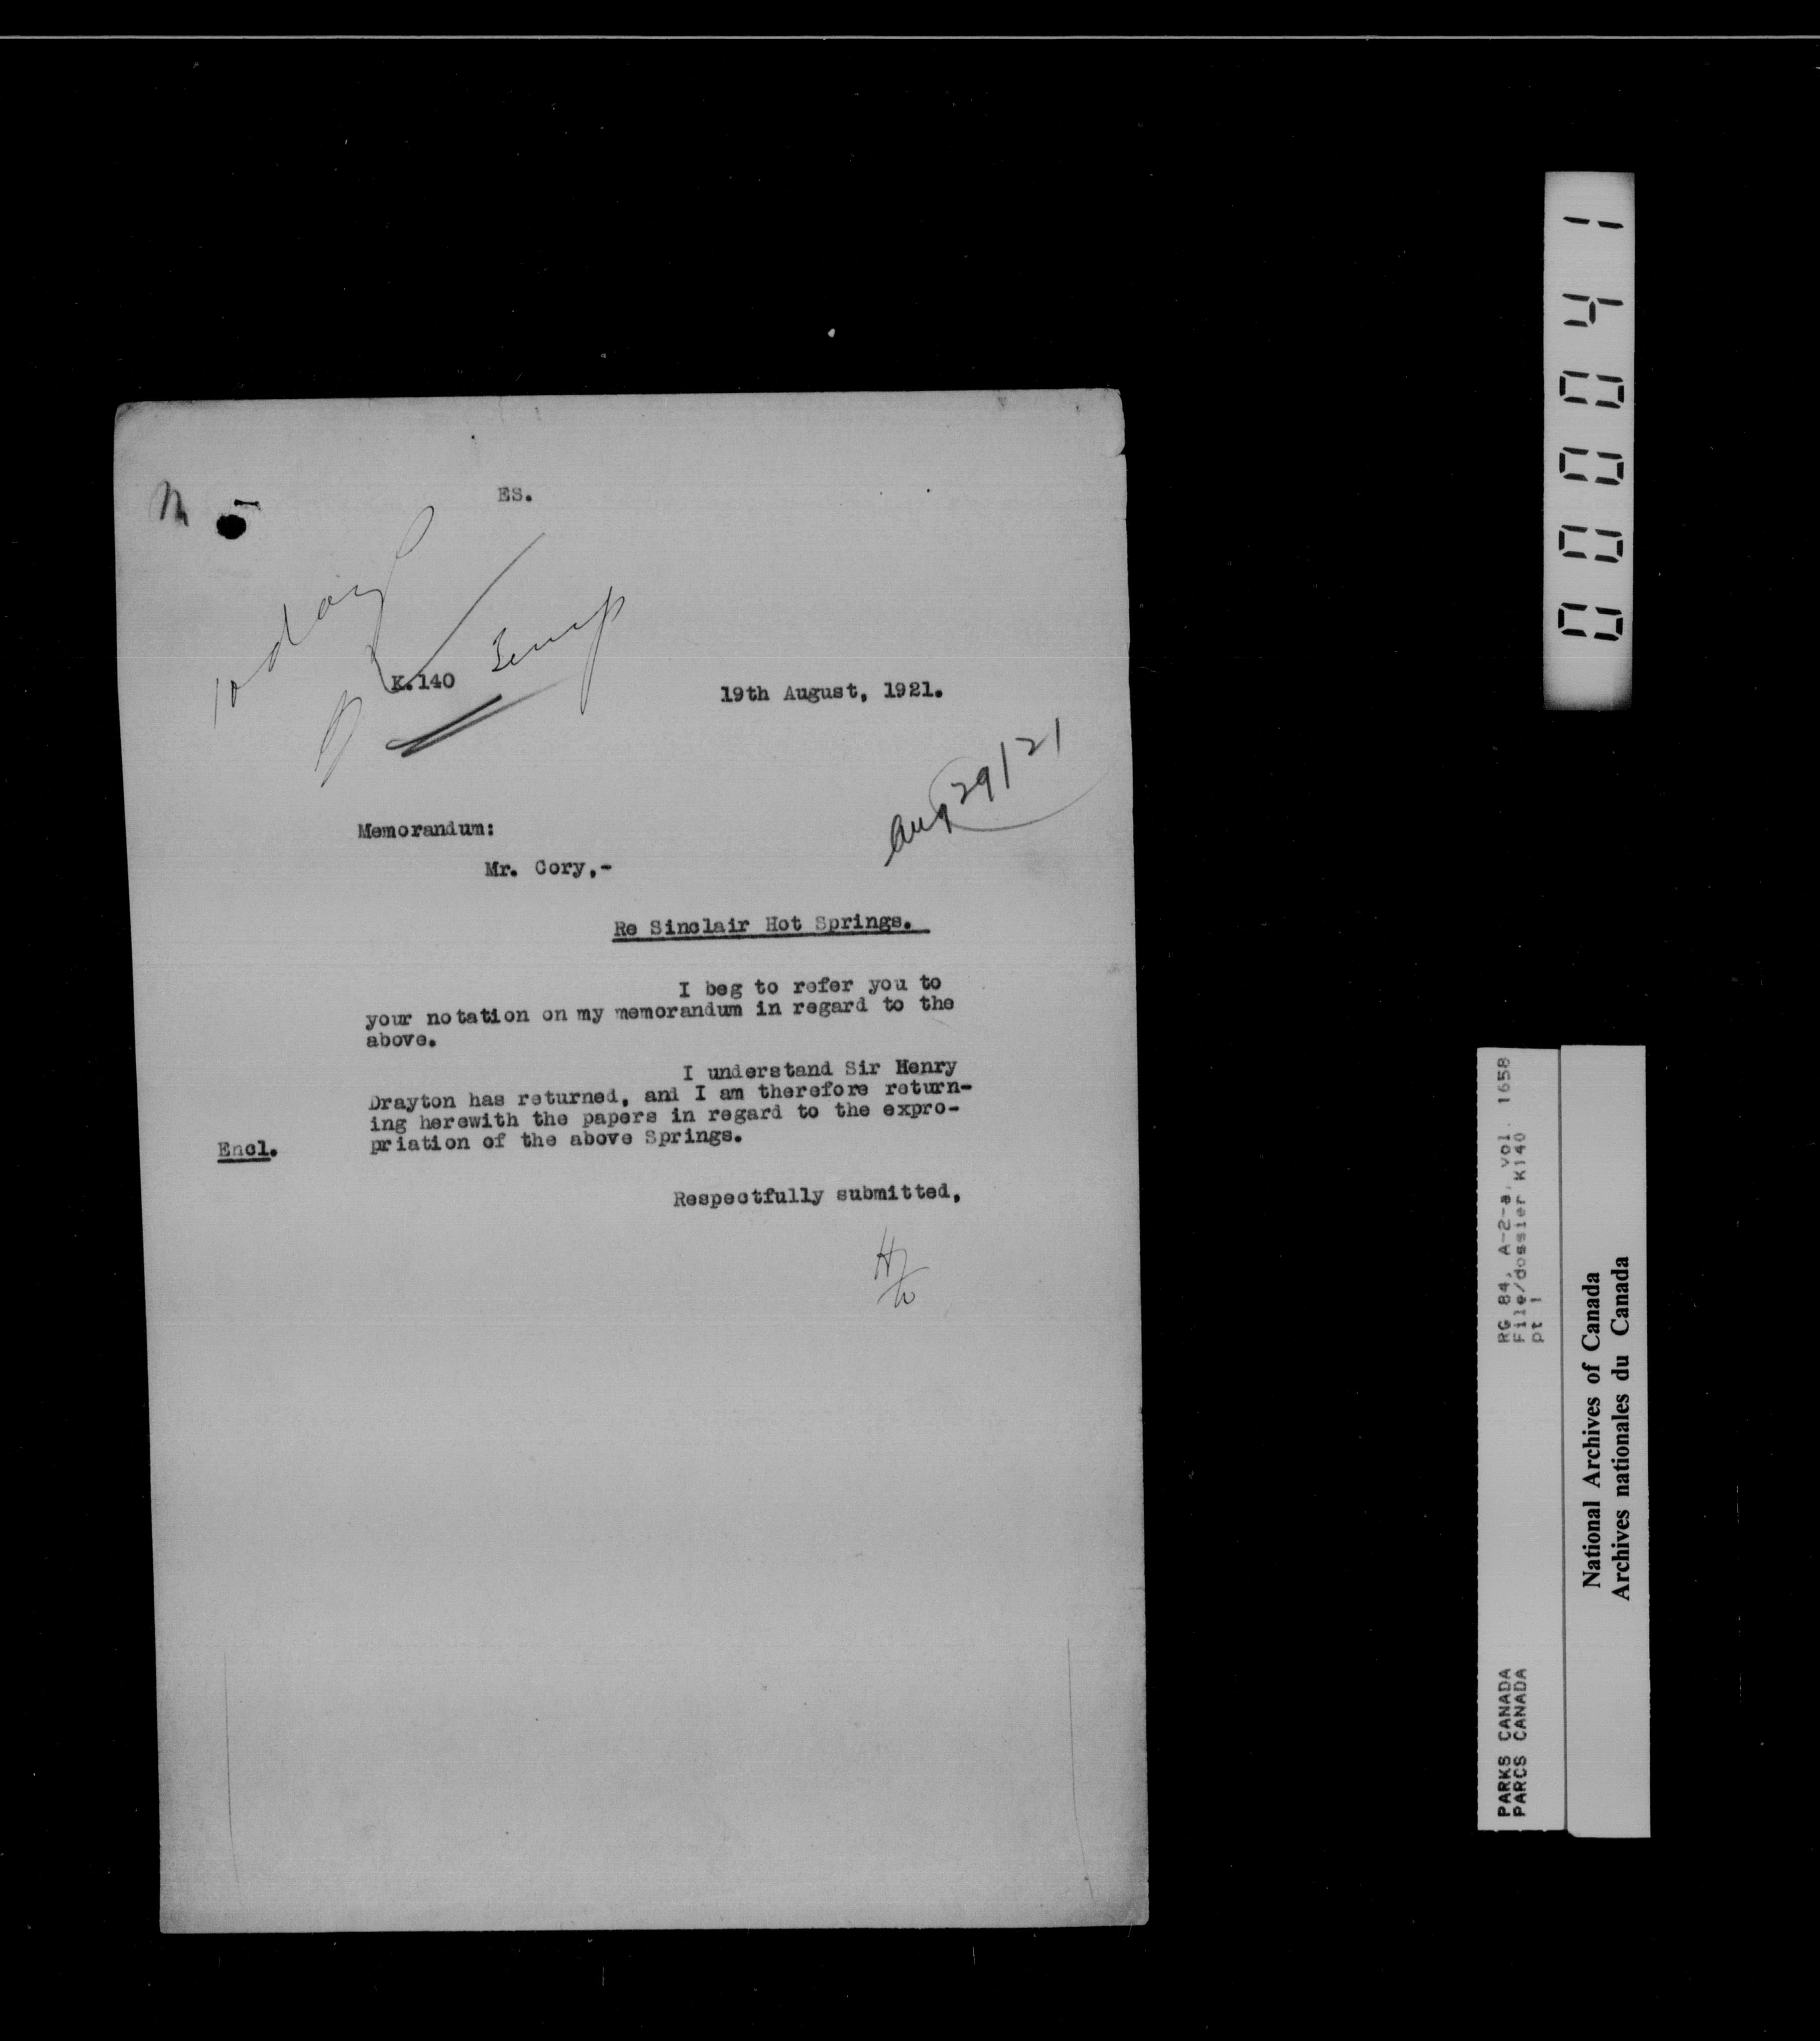 ES.
10 days
K.140
19th August, 1921.
Aug 29/21
Memorandum:
Mr. Cory,-
Re Sinclair Hot Springs.
I beg to refer you to
your notation on my memorandum in regard to the
above.
I understand Sir Henry
Drayton has returned, and I am therefore return-
ing herewith the papers in regard to the expro-
priation of the above Springs.
Encl.
Respectfully submitted,
000041
RG 84, A-2-a, vol. 1658
File/dossier K140
pt 1
PARKS CANADA
PARCS CANADA
National Archives of Canada
Archives nationales du Canada